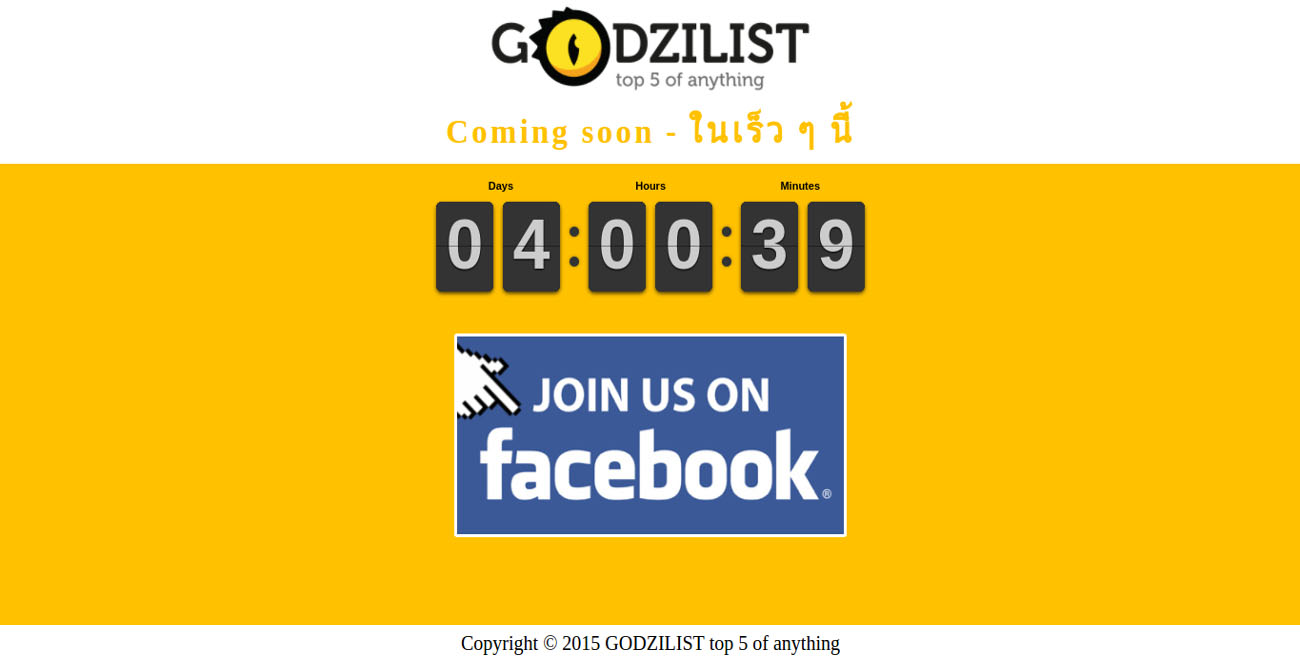 GODZILIST
top 5 of anything
Coming soon - ในเร็ว ๆ นี้
Days Hours Minutes
04:00:39
JOIN US ON
facebook®
Copyright © 2015 GODZILIST top 5 of anything